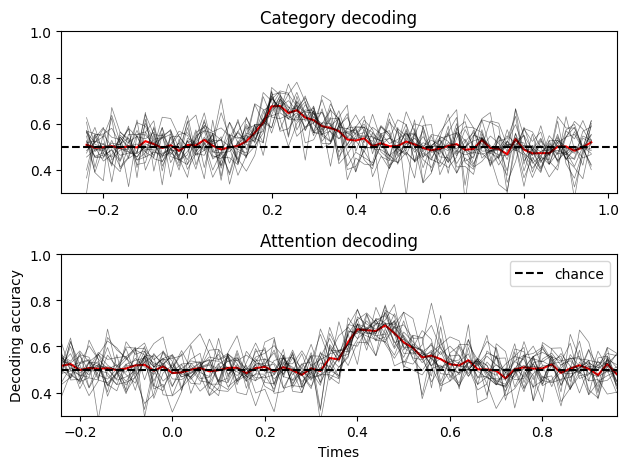 Category decoding
1.0
0.8
0.6
0.4
−0.2 0.0 0.2 0.4 0.6 0.8 1.0
Attention decoding
Decoding accuracy
1.0
0.8
0.6
0.4
chance
−0.2 0.0 0.2 0.4 0.6 0.8
Times